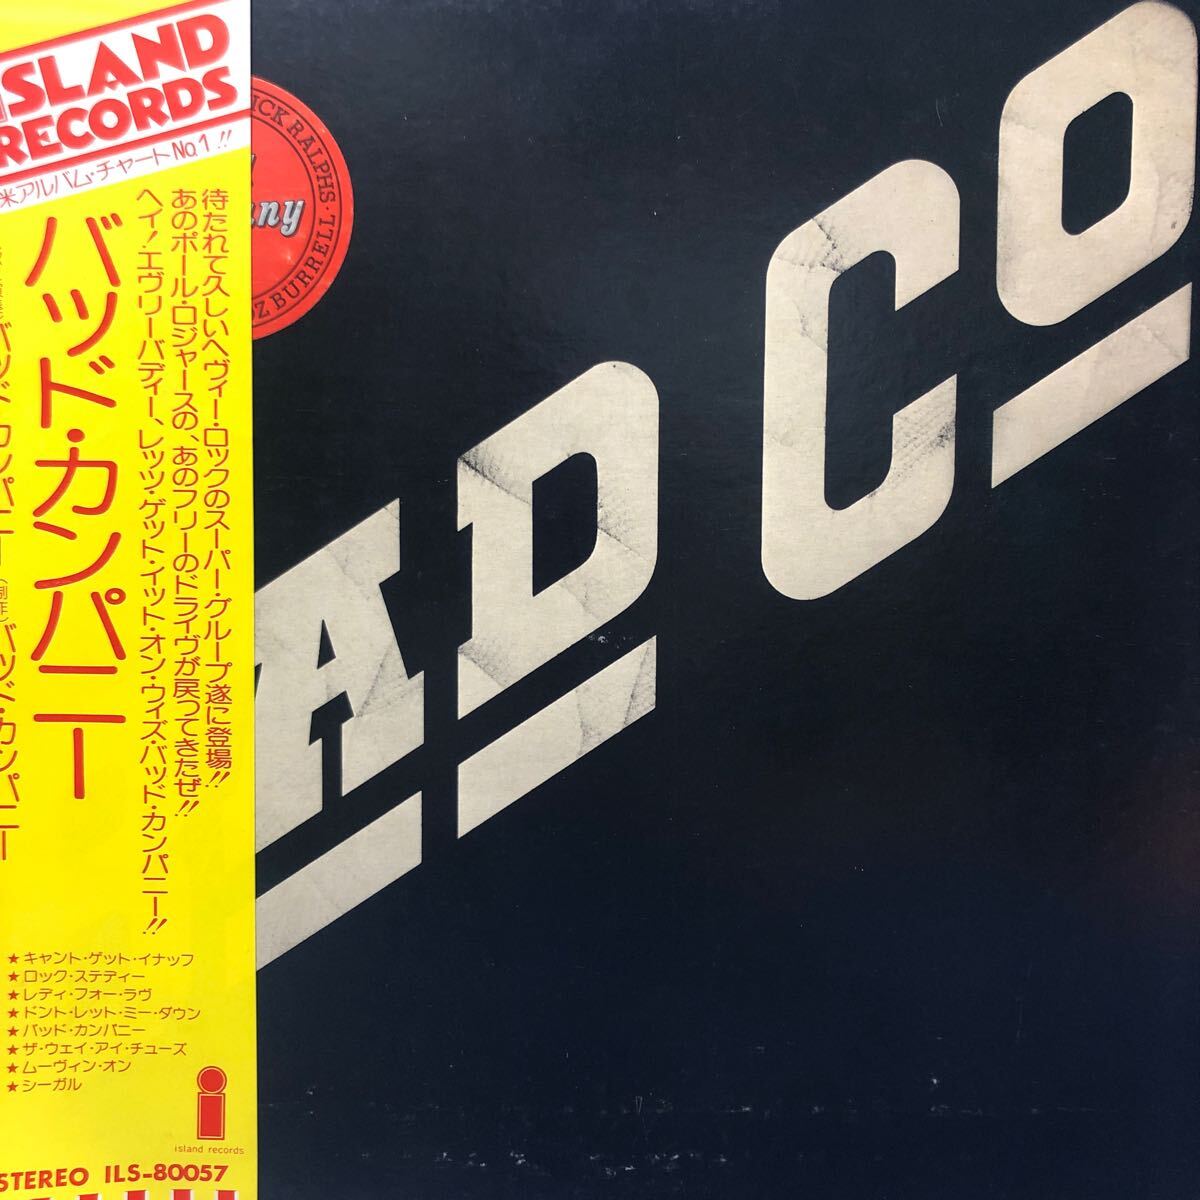 ISLAND
RECORDS
米アルバム・チャートNo.1!!
バッド・カンパニー
待たれて久しいヘヴィー・ロックのスーパー・グループ遂に登場!!
あのポール・ロジャースの、あのフリーのドライヴが戻ってきたぜ!!
ヘイ!エヴリーバディー、レッツ・ゲット・イット・オン・ウィズ・バッド・カンパニー!!
バッド・カンパニー(制作)バッド・カンパニー
★キャント・ゲット・イナッフ
★ロック・ステディー
★レディ・フォー・ラヴ
★ドント・レット・ミー・ダウン
★バッド・カンパニー
★ザ・ウェイ・アイ・チューズ
★ムーヴィン・オン
★シーガル
island records
STEREO ILS-80057
ICK RALPHS
OZ BURRELL
any
AD CO